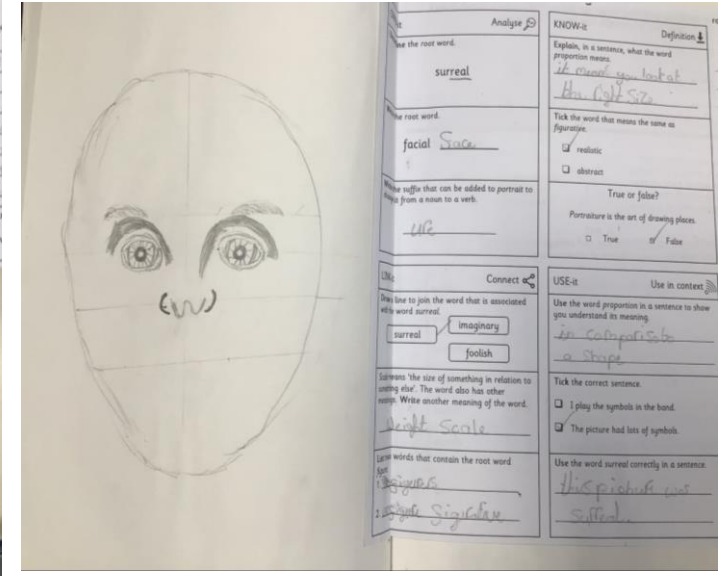 Analyse
the root word.
surreal
the root word.
facial Sace
the suffix that can be added to portrait to
from a noun to a verb.
ure
Connect
line to join the word that is associated
word surreal.
surreal
imaginary
foolish
'the size of something in relation to
else'. The word also has other
Write another meaning of the word.
Scale
words that contain the root word
1
2
KNOW-it
Definition
Explain, in a sentence, what the word
proportion means.
it means you look at
the right size
Tick the word that means the same as
figurative.
realistic
abstract
True or false?
Portraiture is the art of drawing places.
True
False
USE-it
Use in context
Use the word proportion in a sentence to show
you understand its meaning.
in
a shape
Tick the correct sentence.
I play the symbols in the band.
The picture had lots of symbols.
Use the word surreal correctly in a sentence.
this picture was